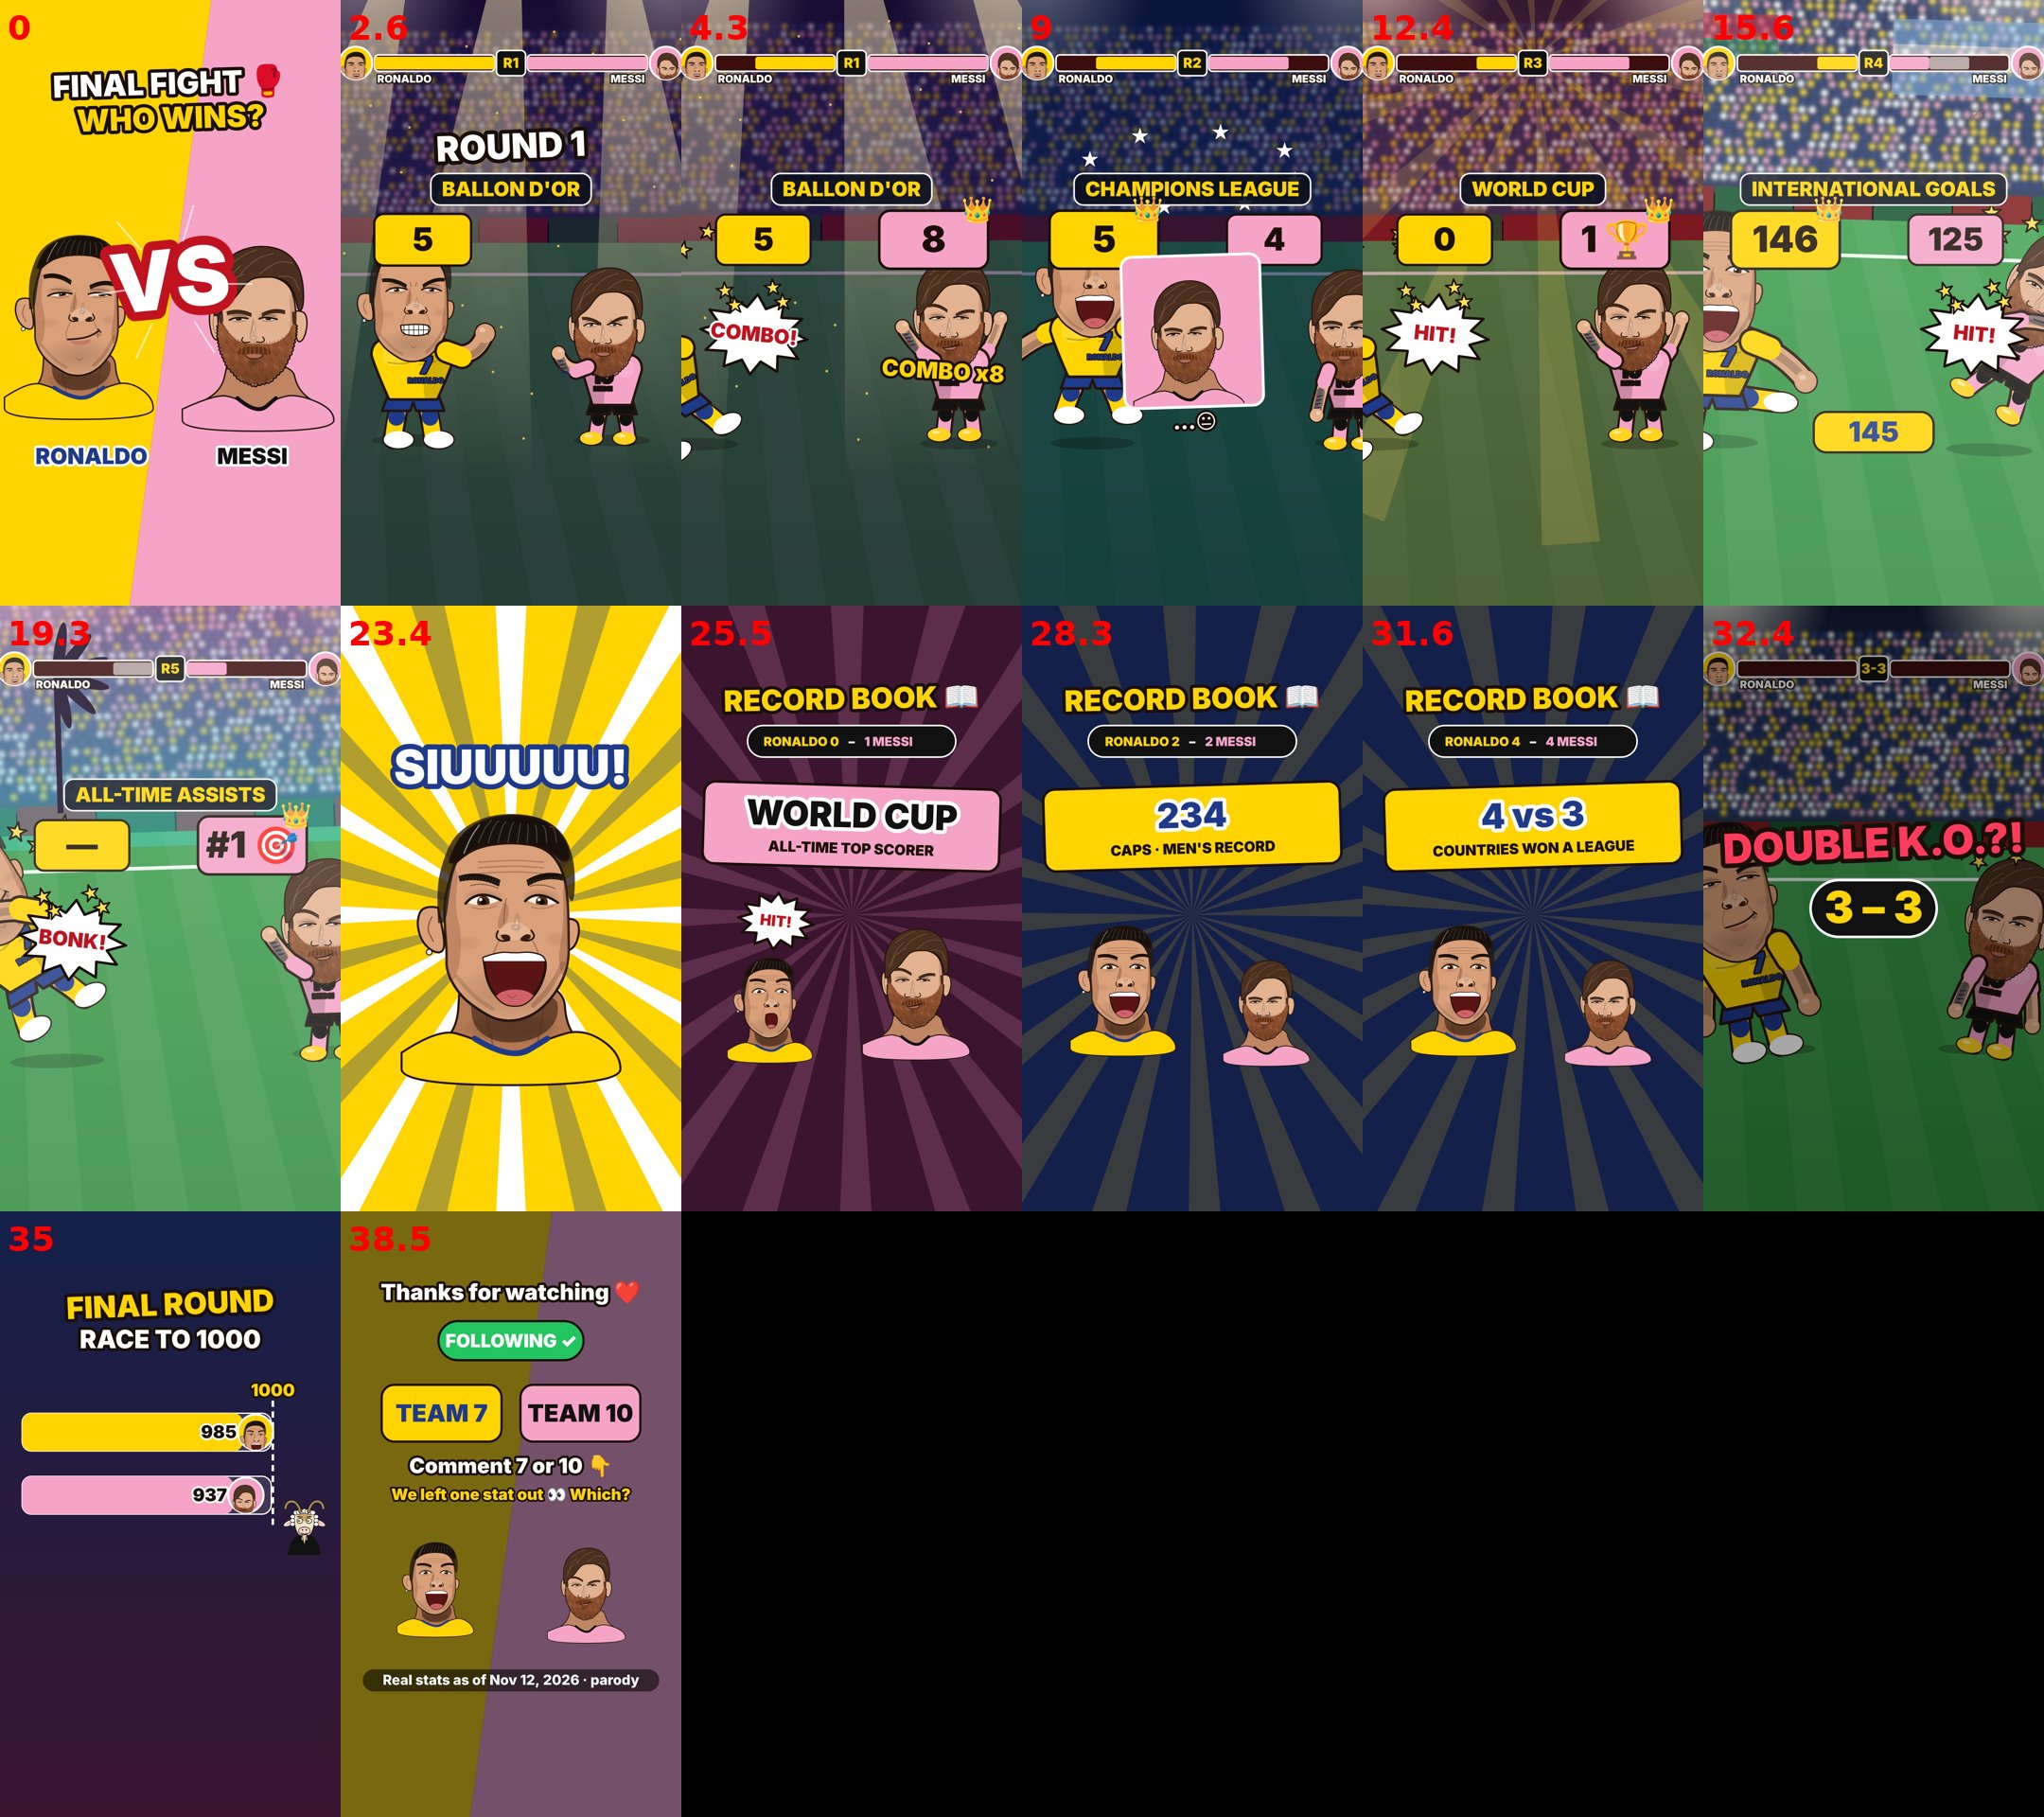 0
FINAL FIGHT 🥊
WHO WINS?
VS
RONALDO
MESSI
2.6
R1
RONALDO
MESSI
ROUND 1
BALLON D'OR
5
7
RONALDO
4.3
R1
RONALDO
MESSI
BALLON D'OR
5
8
COMBO!
COMBO x8
9
R2
RONALDO
MESSI
CHAMPIONS LEAGUE
5
4
...
12.4
R3
RONALDO
MESSI
WORLD CUP
0
1 🏆
HIT!
15.6
R4
RONALDO
MESSI
INTERNATIONAL GOALS
146
125
HIT!
145
19.3
R5
RONALDO
MESSI
ALL-TIME ASSISTS
—
#1 🎯
BONK!
23.4
SIUUUUU!
25.5
RECORD BOOK 📖
RONALDO 0 – 1 MESSI
WORLD CUP
ALL-TIME TOP SCORER
HIT!
28.3
RECORD BOOK 📖
RONALDO 2 – 2 MESSI
234
CAPS · MEN'S RECORD
31.6
RECORD BOOK 📖
RONALDO 4 – 4 MESSI
4 vs 3
COUNTRIES WON A LEAGUE
32.4
3-3
RONALDO
MESSI
DOUBLE K.O.?!
3 – 3
35
FINAL ROUND
RACE TO 1000
1000
985
937
38.5
Thanks for watching ❤️
FOLLOWING ✓
TEAM 7
TEAM 10
Comment 7 or 10 👇
We left one stat out 👀 Which?
Real stats as of Nov 12, 2026 · parody